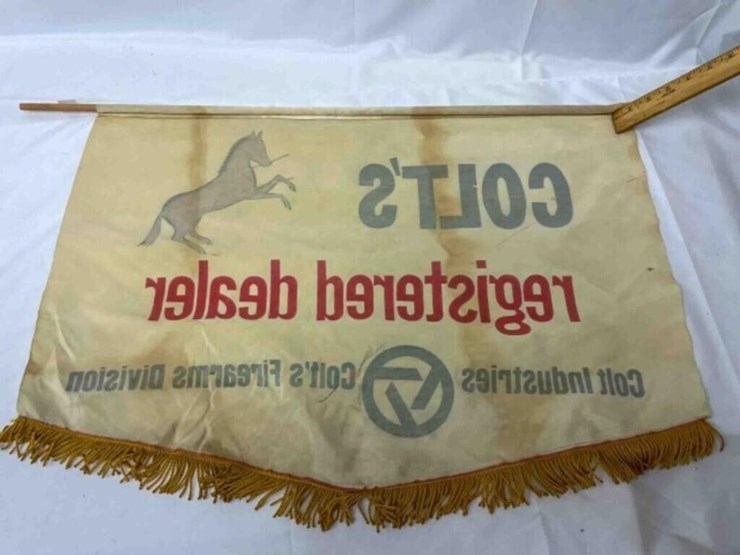 COLT'S
registered dealer
Colt Industries Colt's Firearms Division